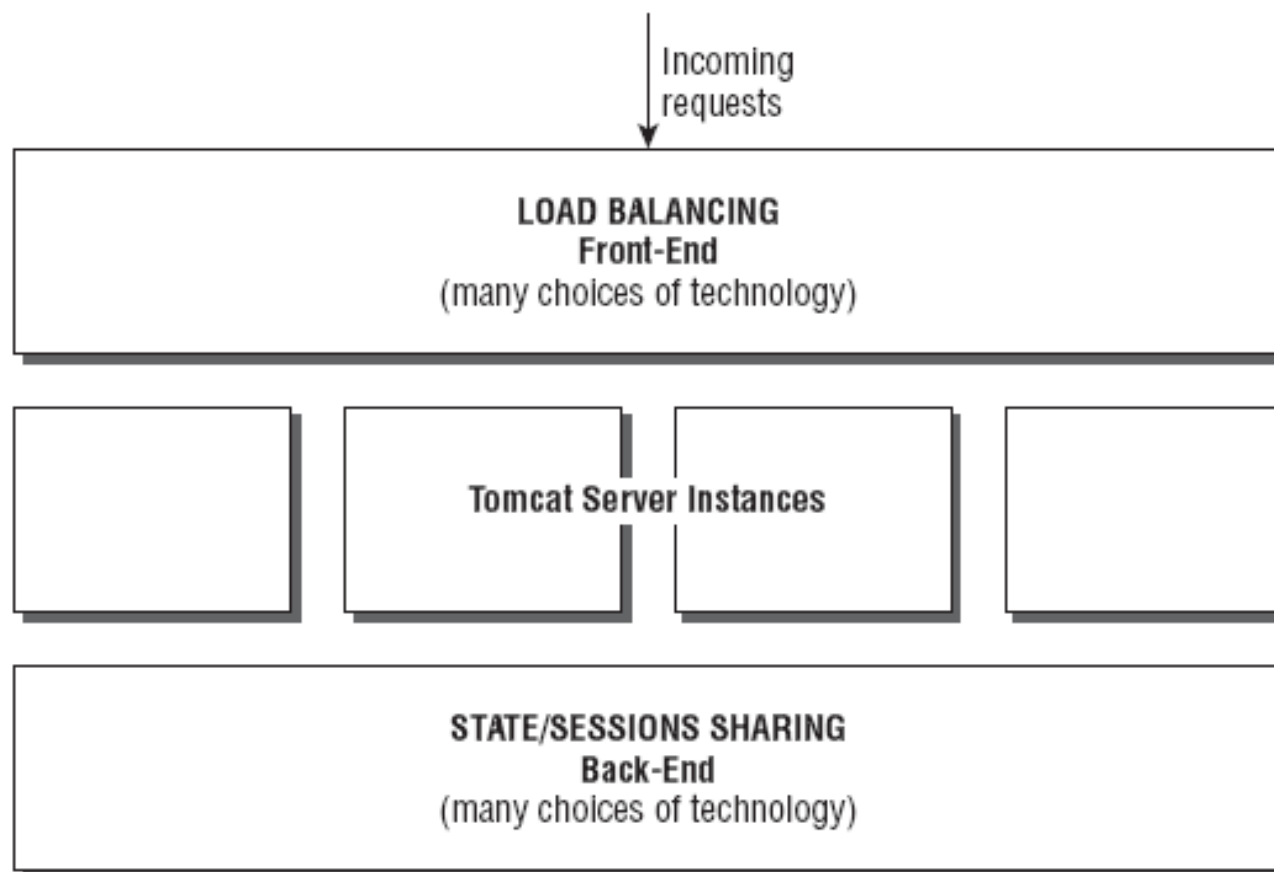 Incoming
requests
LOAD BALANCING
Front-End
(many choices of technology)
Tomcat Server Instances
STATE/SESSIONS SHARING
Back-End
(many choices of technology)